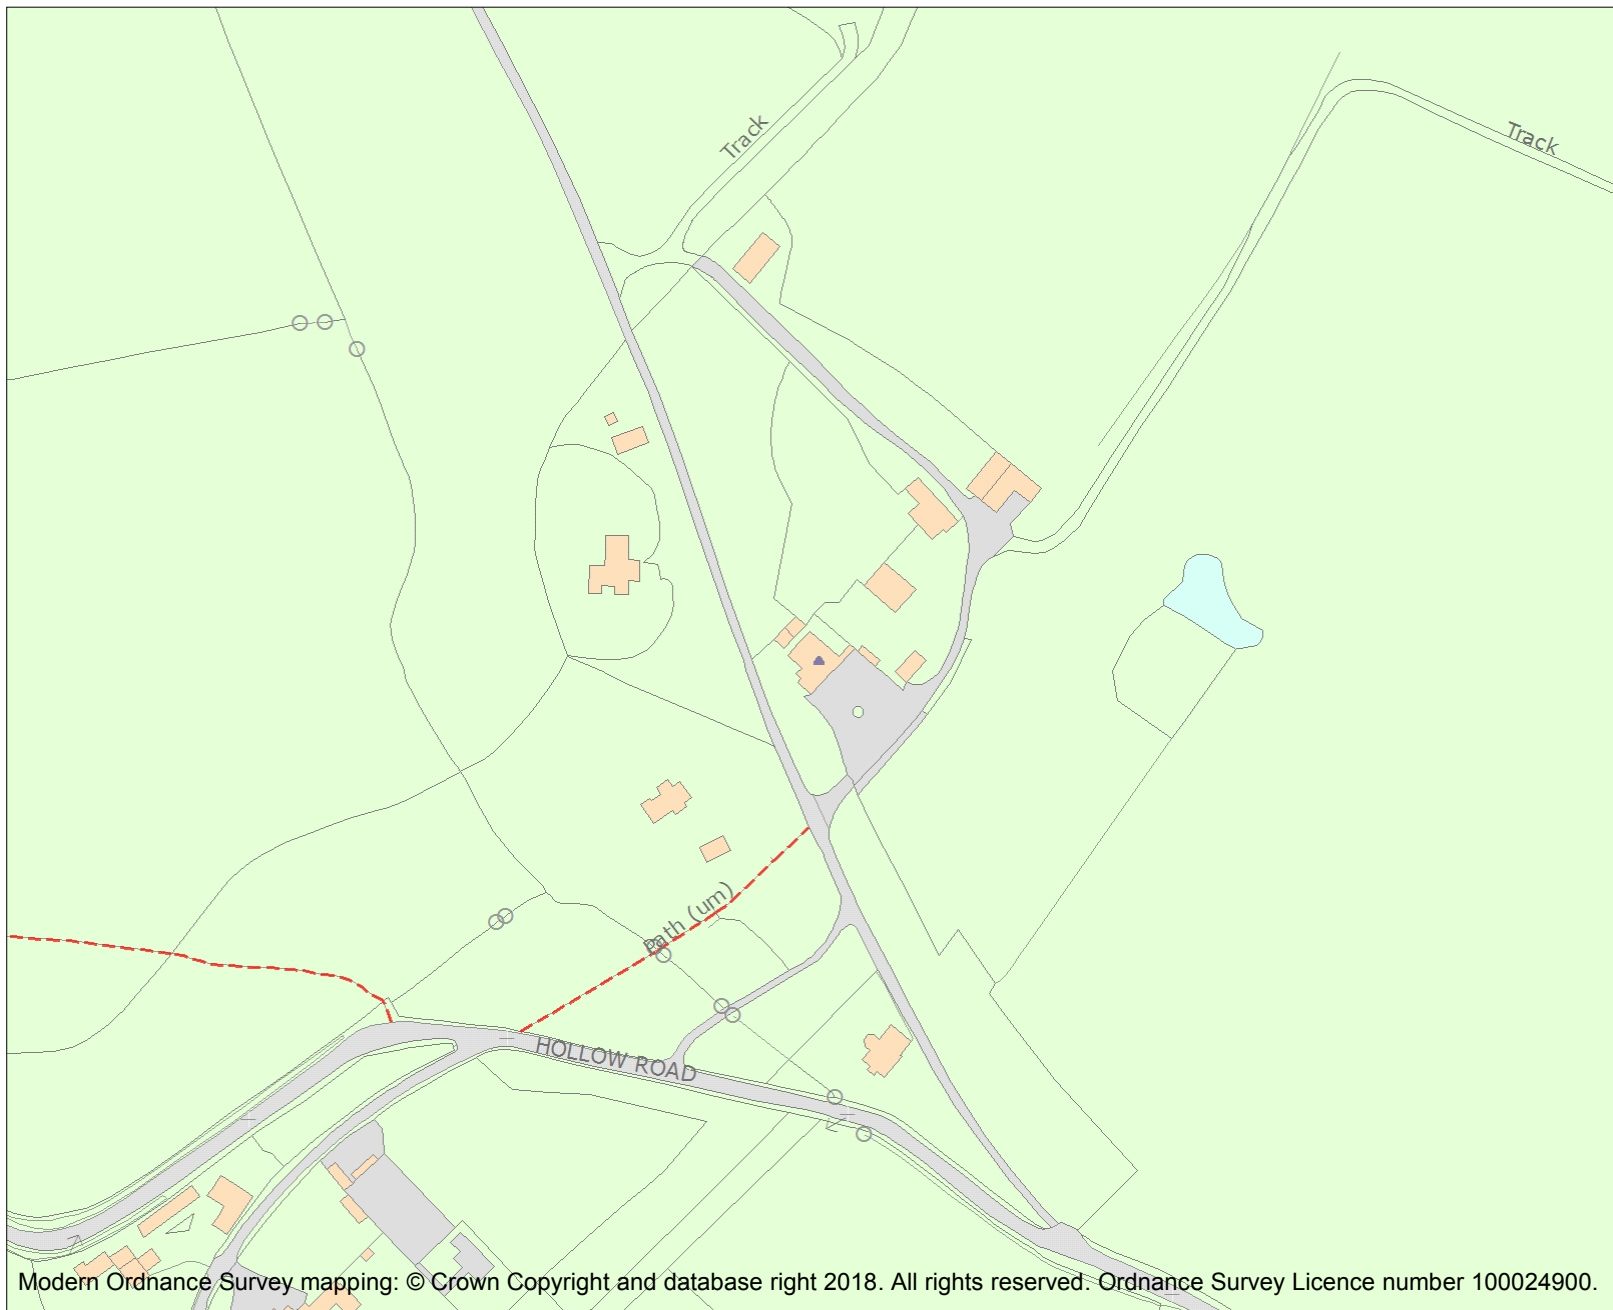 Track
Track
Path (um)
HOLLOW ROAD
Modern Ordnance Survey mapping: © Crown Copyright and database right 2018. All rights reserved. Ordnance Survey Licence number 100024900.